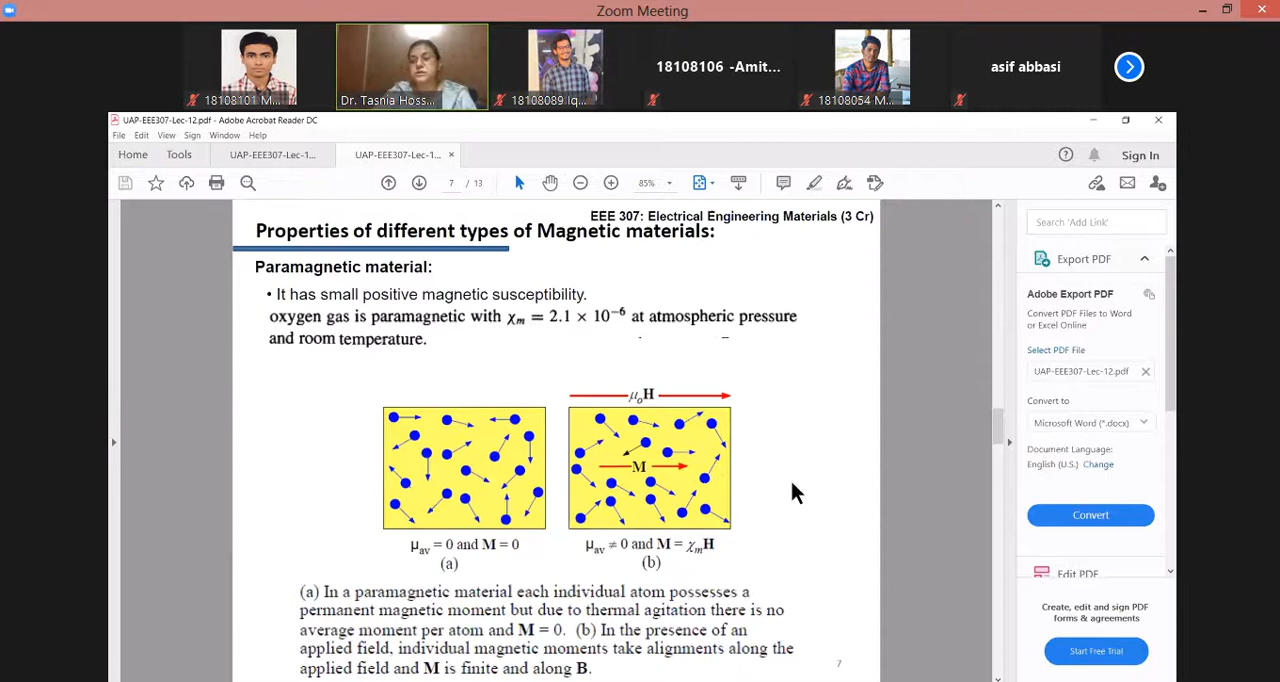 Zoom Meeting
18108101 M...
Dr. Tasnia Hoss...
18108089 Iq...
18108106 -Amit...
18108054 M...
asif abbasi
UAP-EEE307-Lec-12.pdf - Adobe Acrobat Reader DC
File Edit View Sign Window Help
Home Tools UAP-EEE307-Lec-1... UAP-EEE307-Lec-1... × Sign In
7 / 13 85%
EEE 307: Electrical Engineering Materials (3 Cr)
Properties of different types of Magnetic materials:
Paramagnetic material:
• It has small positive magnetic susceptibility.
oxygen gas is paramagnetic with χm = 2.1 × 10⁻⁶ at atmospheric pressure
and room temperature.
μoH
M
μav = 0 and M = 0
(a)
μav ≠ 0 and M = χmH
(b)
(a) In a paramagnetic material each individual atom possesses a
permanent magnetic moment but due to thermal agitation there is no
average moment per atom and M = 0. (b) In the presence of an
applied field, individual magnetic moments take alignments along the
applied field and M is finite and along B.
7
Search 'Add Link'
Export PDF
Adobe Export PDF
Convert PDF Files to Word
or Excel Online
Select PDF File
UAP-EEE307-Lec-12.pdf ×
Convert to
Microsoft Word (*.docx)
Document Language:
English (U.S.) Change
Convert
Edit PDF
Create, edit and sign PDF
forms & agreements
Start Free Trial